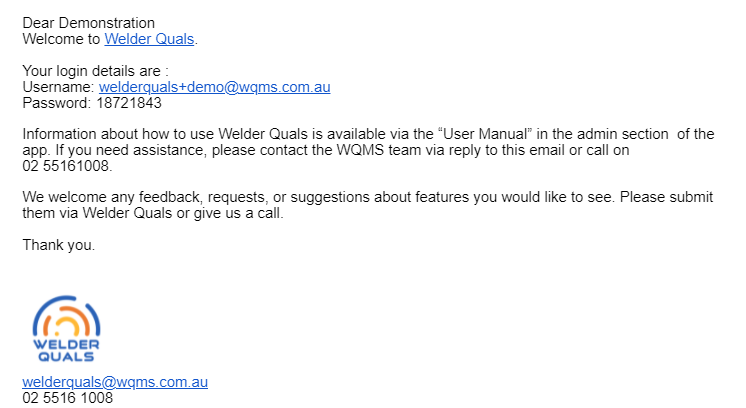 Dear Demonstration
Welcome to Welder Quals.
Your login details are :
Username: welderquals+demo@wqms.com.au
Password: 18721843
Information about how to use Welder Quals is available via the “User Manual” in the admin section  of the
app. If you need assistance, please contact the WQMS team via reply to this email or call on
02 55161008.
We welcome any feedback, requests, or suggestions about features you would like to see. Please submit
them via Welder Quals or give us a call.
Thank you.
WELDER
QUALS
welderquals@wqms.com.au
02 5516 1008